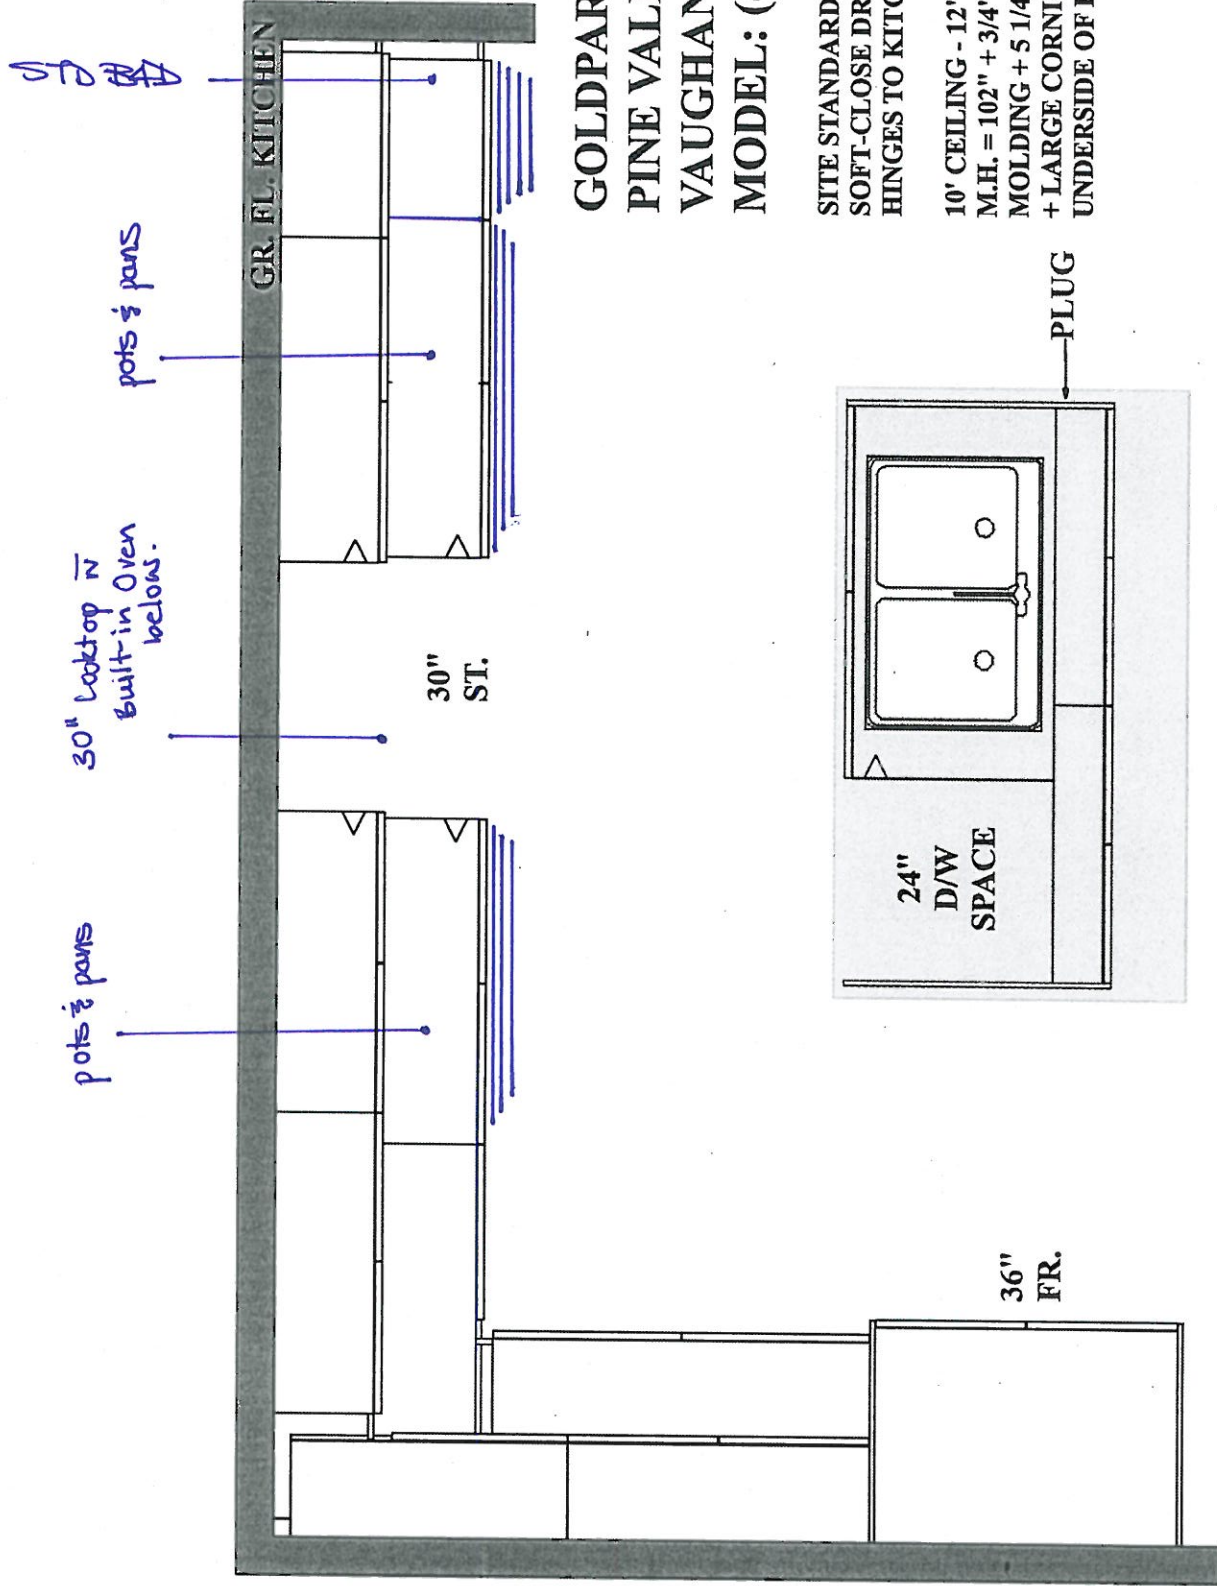 STD B4D
pots & pans
30" Cooktop w
Built-in Oven
below.
pots & pans
GR. FL. KITCHEN
30"
ST.
24"
D/W
SPACE
PLUG
36"
FR.
GOLDPAR
PINE VAL
VAUGHAN
MODEL: (
SITE STANDARD
SOFT-CLOSE DR
HINGES TO KITC
10' CEILING - 12"
M.H. = 102" + 3/4"
MOLDING + 5 1/4
+ LARGE CORNI
UNDERSIDE OF